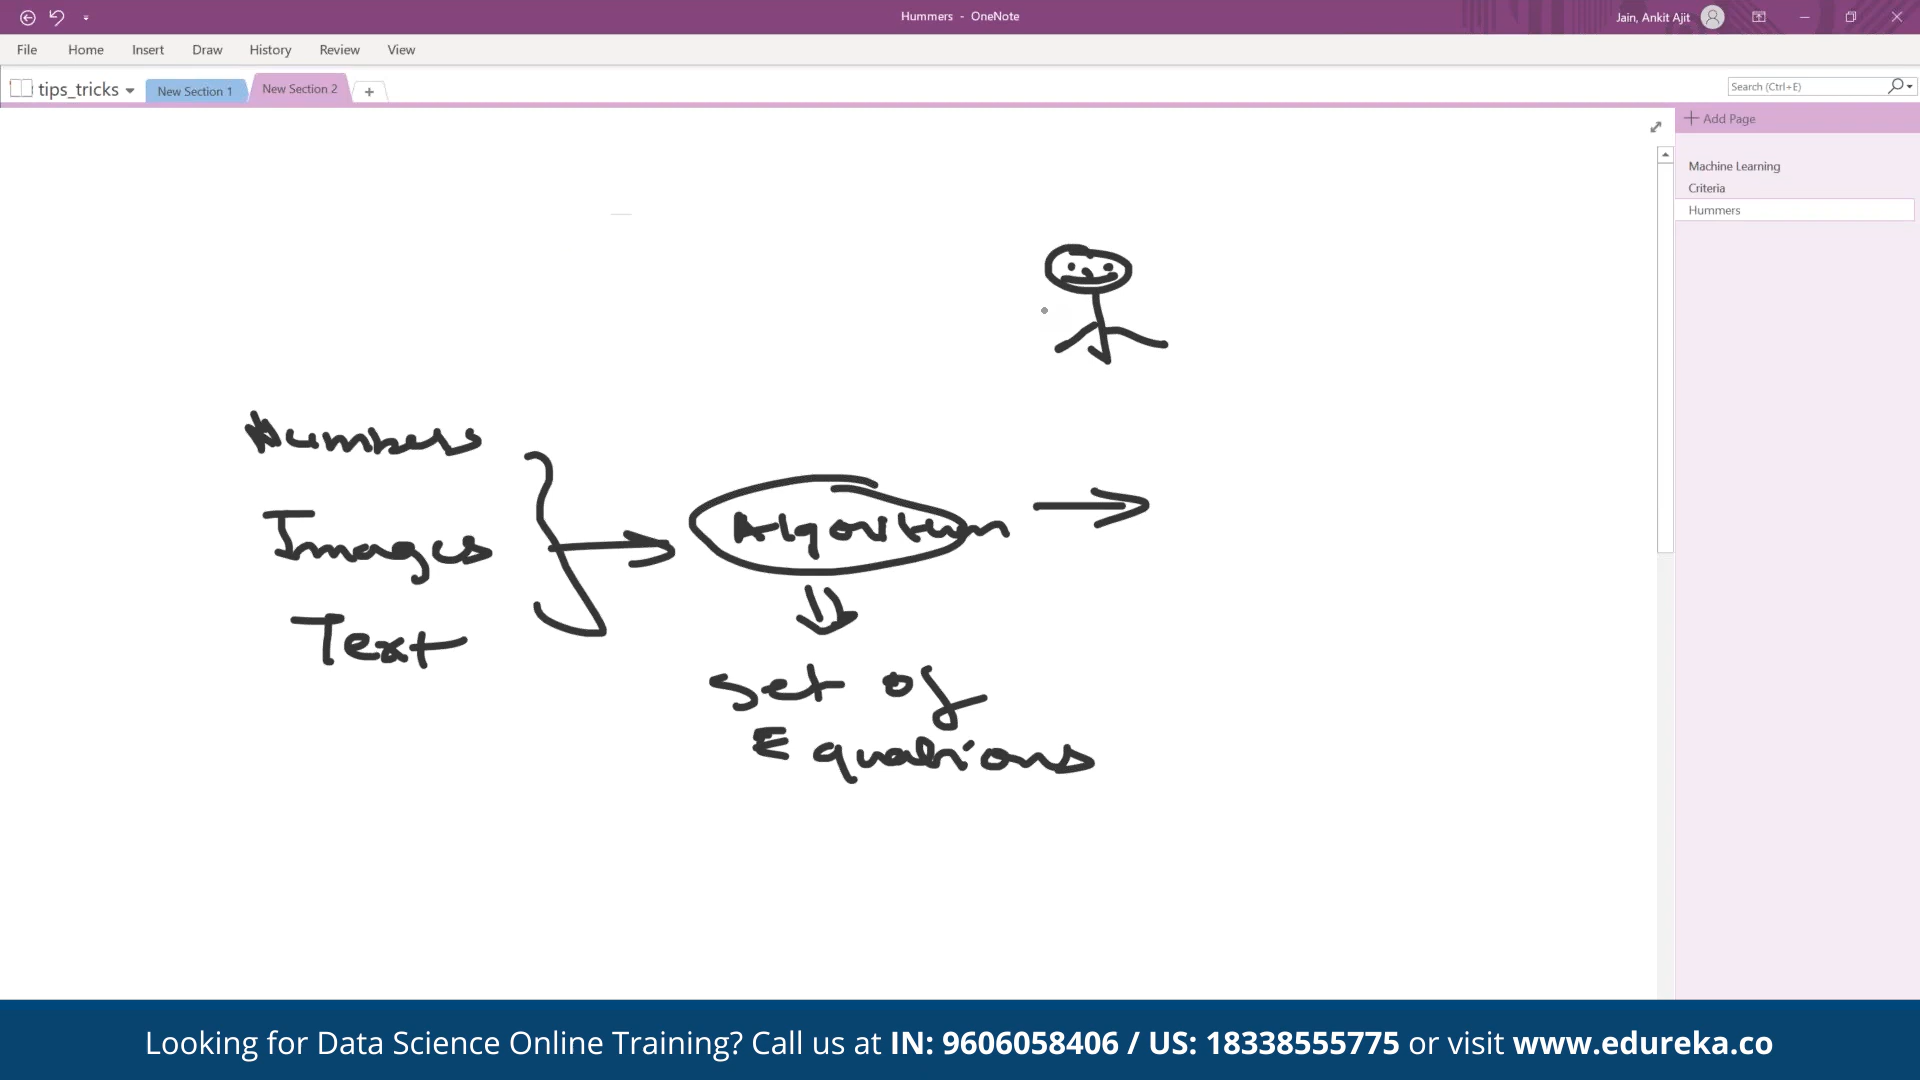 Hummers - OneNote
Jain, Ankit Ajit
File Home Insert Draw History Review View
tips_tricks New Section 1 New Section 2 +
Search (Ctrl+E)
Add Page
Machine Learning
Criteria
Hummers
Numbers
Images
Text
Algorithm
Set of
Equations
Looking for Data Science Online Training? Call us at IN: 9606058406 / US: 18338555775 or visit www.edureka.co